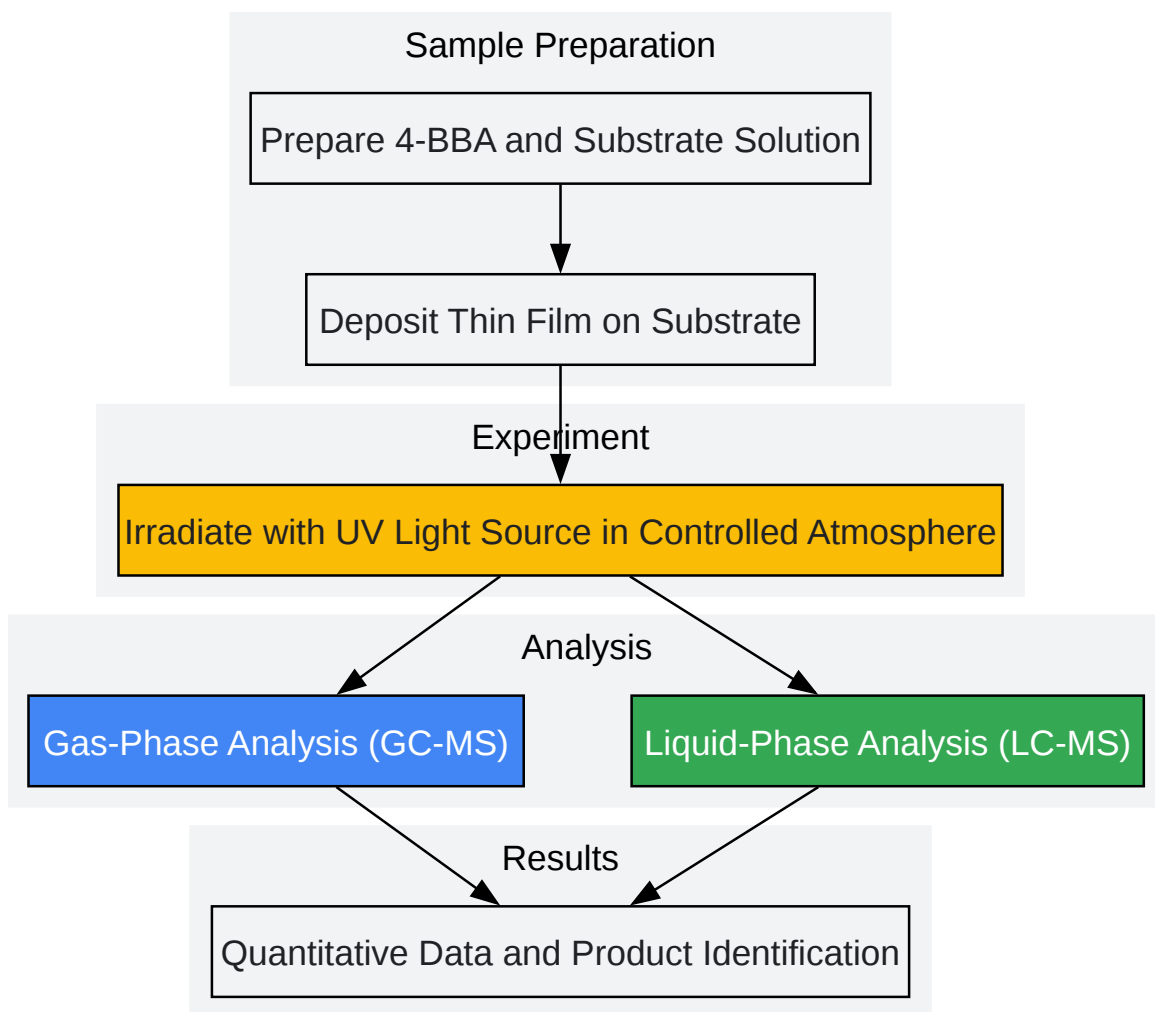 Sample Preparation
Prepare 4-BBA and Substrate Solution
Deposit Thin Film on Substrate
Experiment
Irradiate with UV Light Source in Controlled Atmosphere
Analysis
Gas-Phase Analysis (GC-MS)
Liquid-Phase Analysis (LC-MS)
Results
Quantitative Data and Product Identification